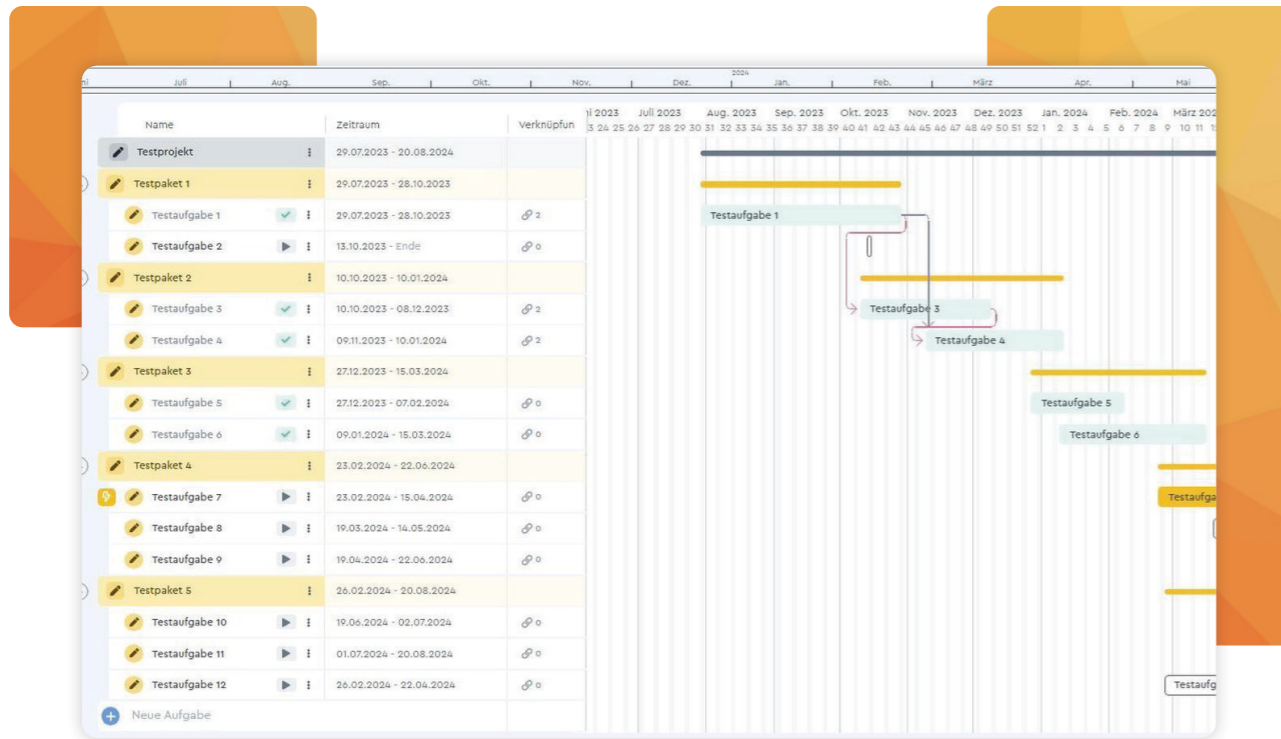 2024
Juli Aug. Sep. Okt. Nov. Dez. Jan. Feb. März Apr. Mai
Name Zeitraum Verknüpfun
Juli 2023 Aug. 2023 Sep. 2023 Okt. 2023 Nov. 2023 Dez. 2023 Jan. 2024 Feb. 2024 März 202
3 24 25 26 27 28 29 30 31 32 33 34 35 36 37 38 39 40 41 42 43 44 45 46 47 48 49 50 51 52 1 2 3 4 5 6 7 8 9 10 11
Testprojekt 29.07.2023 - 20.08.2024
Testpaket 1 29.07.2023 - 28.10.2023
Testaufgabe 1 29.07.2023 - 28.10.2023 2 Testaufgabe 1
Testaufgabe 2 13.10.2023 - Ende 0
Testpaket 2 10.10.2023 - 10.01.2024
Testaufgabe 3 10.10.2023 - 08.12.2023 2 Testaufgabe 3
Testaufgabe 4 09.11.2023 - 10.01.2024 2 Testaufgabe 4
Testpaket 3 27.12.2023 - 15.03.2024
Testaufgabe 5 27.12.2023 - 07.02.2024 0 Testaufgabe 5
Testaufgabe 6 09.01.2024 - 15.03.2024 0 Testaufgabe 6
Testpaket 4 23.02.2024 - 22.06.2024
Testaufgabe 7 23.02.2024 - 15.04.2024 0 Testaufga
Testaufgabe 8 19.03.2024 - 14.05.2024 0
Testaufgabe 9 19.04.2024 - 22.06.2024 0
Testpaket 5 26.02.2024 - 20.08.2024
Testaufgabe 10 19.06.2024 - 02.07.2024 0
Testaufgabe 11 01.07.2024 - 20.08.2024 0
Testaufgabe 12 26.02.2024 - 22.04.2024 0 Testaufg
Neue Aufgabe